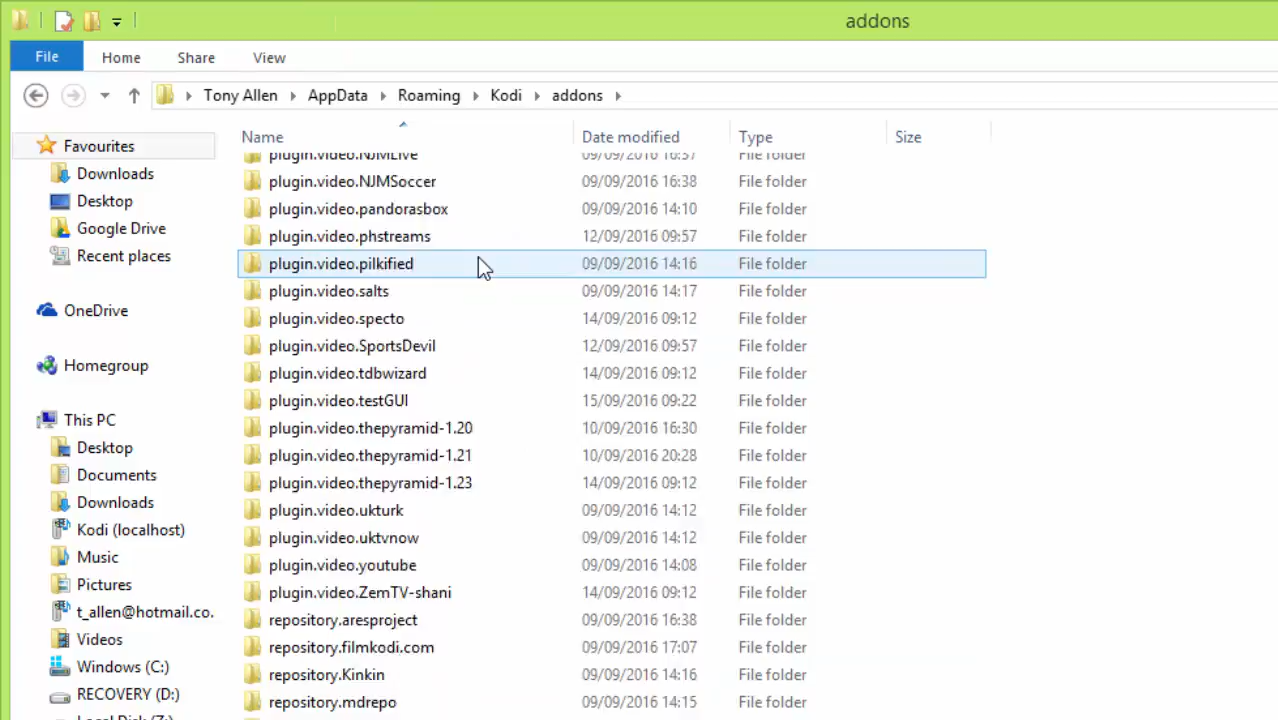 addons
File Home Share View
Tony Allen AppData Roaming Kodi addons
Name Date modified Type Size
Favourites
Downloads
Desktop
Google Drive
Recent places
OneDrive
Homegroup
This PC
Desktop
Documents
Downloads
Kodi (localhost)
Music
Pictures
t_allen@hotmail.co.
Videos
Windows (C:)
RECOVERY (D:)
Local Disk (Z:)
plugin.video.NJMLive 09/09/2016 16:37 File folder
plugin.video.NJMSoccer 09/09/2016 16:38 File folder
plugin.video.pandorasbox 09/09/2016 14:10 File folder
plugin.video.phstreams 12/09/2016 09:57 File folder
plugin.video.pilkified 09/09/2016 14:16 File folder
plugin.video.salts 09/09/2016 14:17 File folder
plugin.video.specto 14/09/2016 09:12 File folder
plugin.video.SportsDevil 12/09/2016 09:57 File folder
plugin.video.tdbwizard 14/09/2016 09:12 File folder
plugin.video.testGUI 15/09/2016 09:22 File folder
plugin.video.thepyramid-1.20 10/09/2016 16:30 File folder
plugin.video.thepyramid-1.21 10/09/2016 20:28 File folder
plugin.video.thepyramid-1.23 14/09/2016 09:12 File folder
plugin.video.ukturk 09/09/2016 14:12 File folder
plugin.video.uktvnow 09/09/2016 14:12 File folder
plugin.video.youtube 09/09/2016 14:08 File folder
plugin.video.ZemTV-shani 14/09/2016 09:12 File folder
repository.aresproject 09/09/2016 16:38 File folder
repository.filmkodi.com 09/09/2016 17:07 File folder
repository.Kinkin 09/09/2016 14:16 File folder
repository.mdrepo 09/09/2016 14:15 File folder